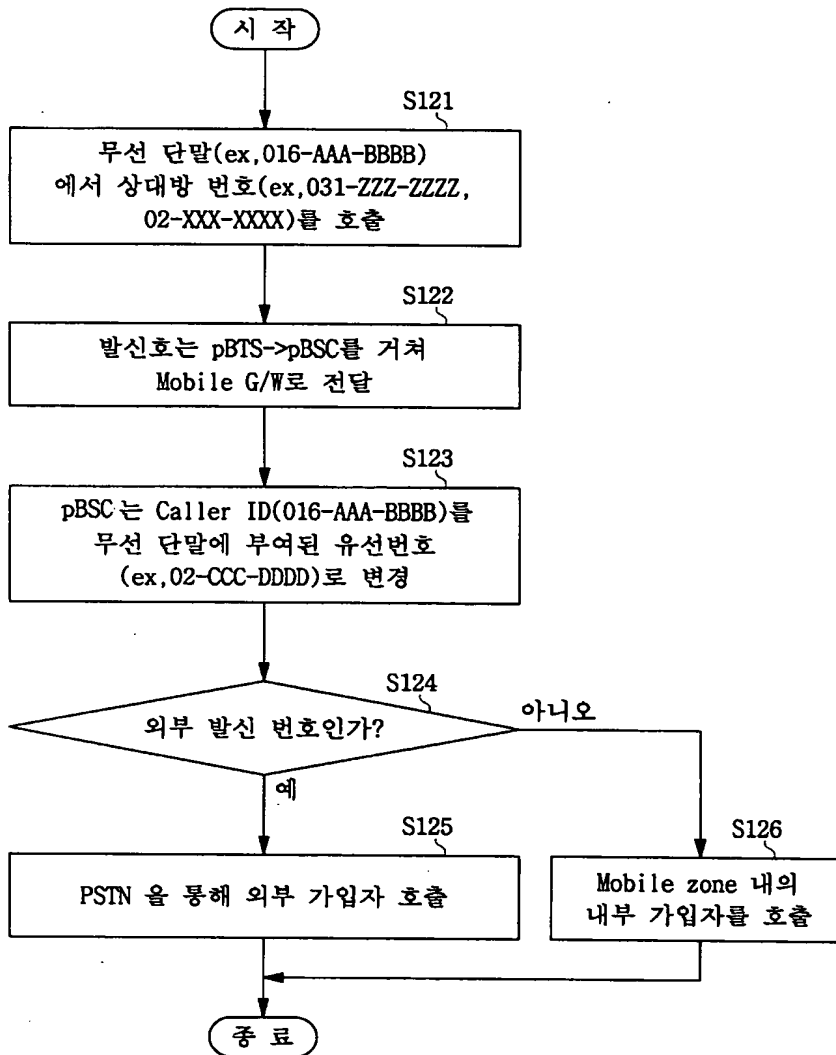 시 작
S121
무선 단말(ex,016-AAA-BBBB)
에서 상대방 번호(ex,031-ZZZ-ZZZZ,
02-XXX-XXXX)를 호출
S122
발신호는 pBTS->pBSC를 거쳐
Mobile G/W로 전달
S123
pBSC는 Caller ID(016-AAA-BBBB)를
무선 단말에 부여된 유선번호
(ex,02-CCC-DDDD)로 변경
S124
외부 발신 번호인가?
아니오
예
S125
PSTN 을 통해 외부 가입자 호출
S126
Mobile zone 내의
내부 가입자를 호출
종 료